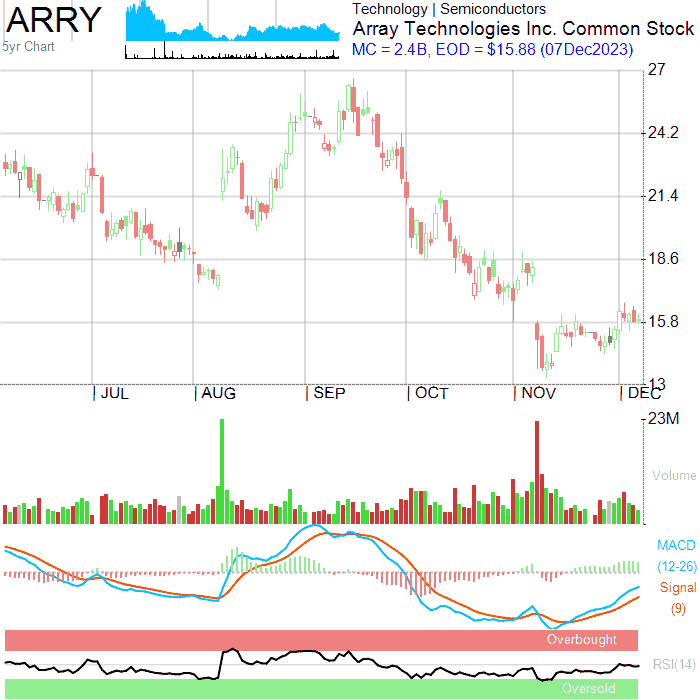 ARRY
5yr Chart
Technology | Semiconductors
Array Technologies Inc. Common Stock
MC = 2.4B, EOD = $15.88 (07Dec2023)
27
24.2
21.4
18.6
15.8
13
JUL AUG SEP OCT NOV DEC
23M
Volume
MACD
(12-26)
Signal
(9)
Overbought
RSI(14)
Oversold